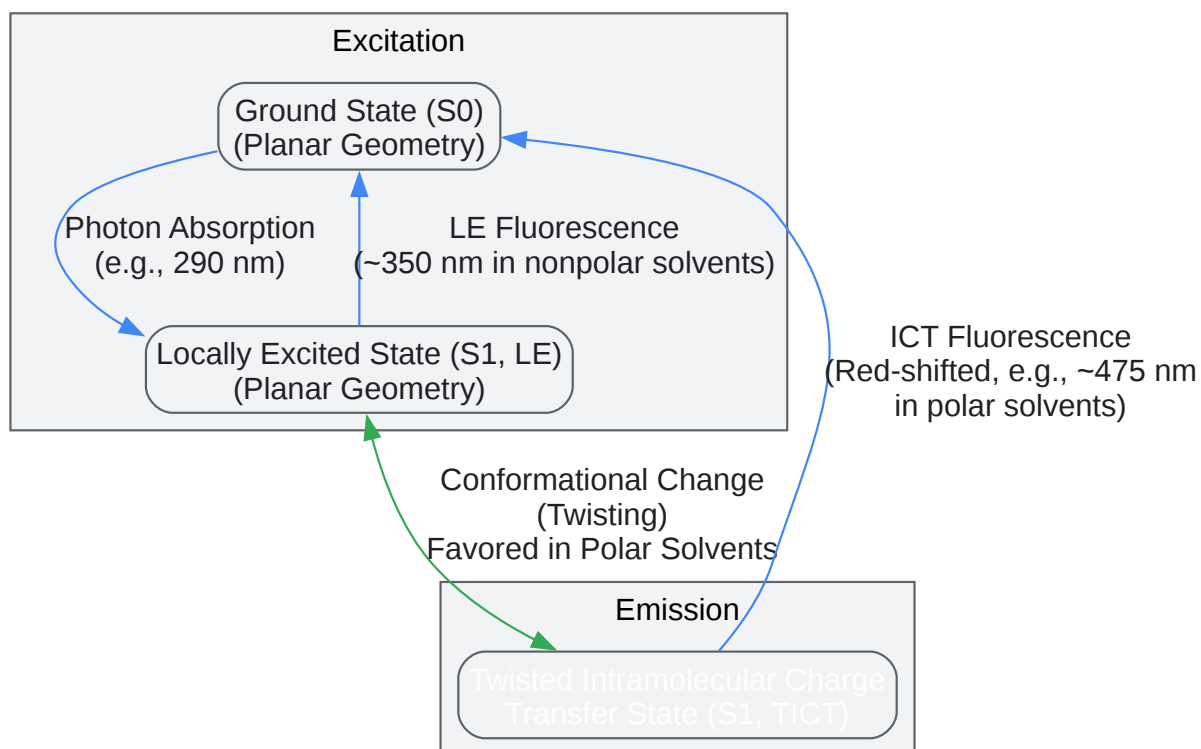 Excitation
Ground State (S0)
(Planar Geometry)
Photon Absorption
(e.g., 290 nm)
LE Fluorescence
(~350 nm in nonpolar solvents)
Locally Excited State (S1, LE)
(Planar Geometry)
ICT Fluorescence
(Red-shifted, e.g., ~475 nm
in polar solvents)
Conformational Change
(Twisting)
Favored in Polar Solvents
Emission
Twisted Intramolecular Charge
Transfer State (S1, TICT)